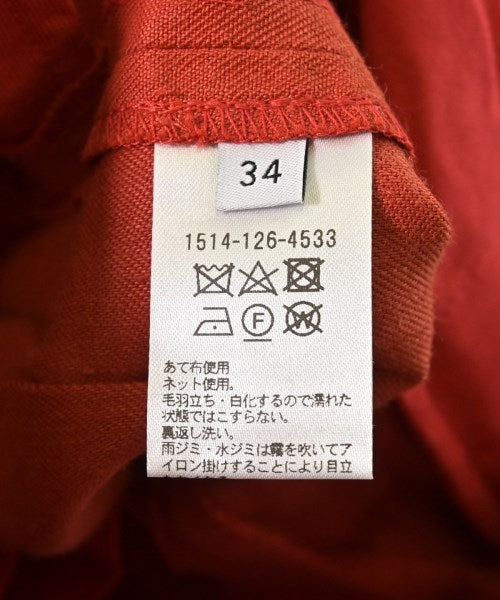 34
1514-126-4533
F
W
あて布使用
ネット使用。
毛羽立ち・白化するので濡れた
状態ではこすらない。
裏返し洗い。
雨ジミ・水ジミは霧を吹いてア
イロン掛けすることにより目立